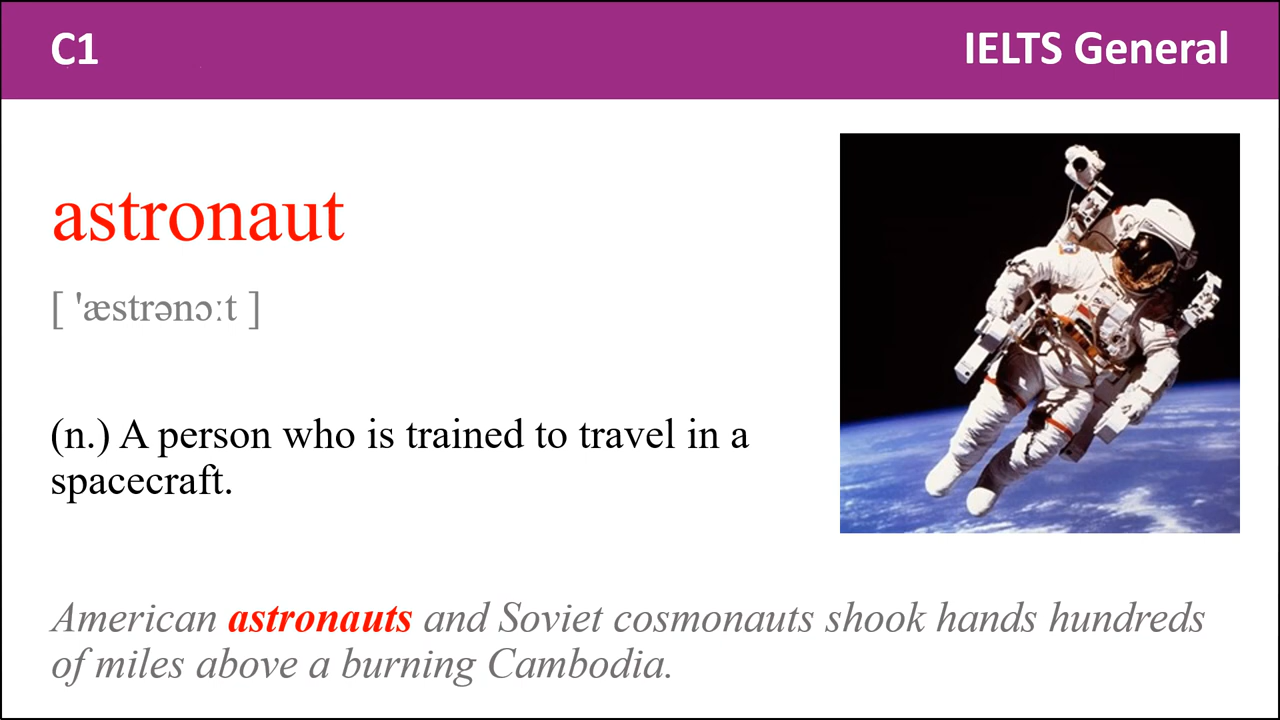 C1
IELTS General
astronaut
[ 'æstrənɔːt ]
(n.) A person who is trained to travel in a
spacecraft.
American astronauts and Soviet cosmonauts shook hands hundreds
of miles above a burning Cambodia.